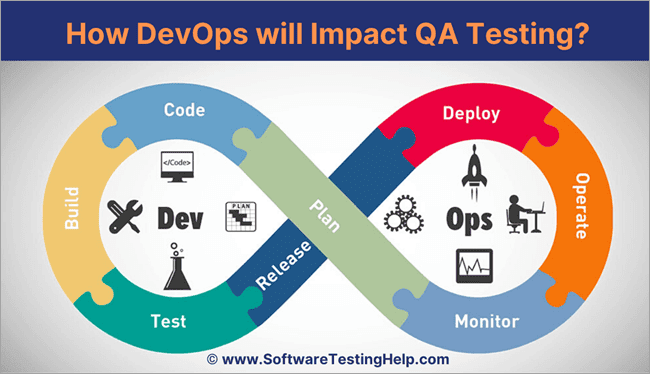 How DevOps will Impact QA Testing?
Code
Deploy
</Code>
PLAN
Build
Dev
Plan
Ops
Operate
Release
Test
Monitor
© www.SoftwareTestingHelp.com